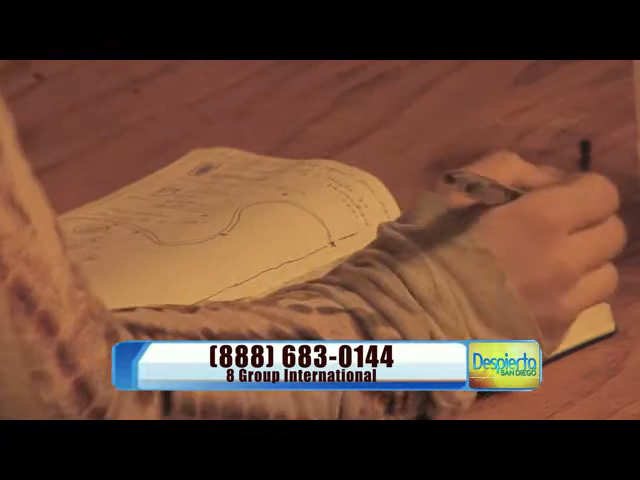 (888) 683-0144
8 Group International
Despierta
SAN DIEGO